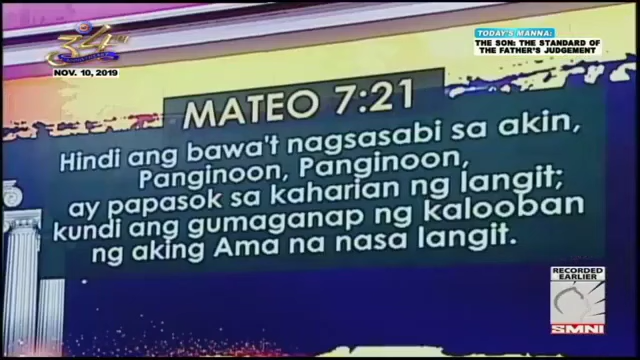 34TH
NOV. 10, 2019
TODAY'S MANNA:
THE SON: THE STANDARD OF
THE FATHER'S JUDGEMENT
MATEO 7:21
Hindi ang bawa't nagsasabi sa akin,
Panginoon, Panginoon,
ay papasok sa kaharian ng langit;
kundi ang gumaganap ng kalooban
ng aking Ama na nasa langit.
RECORDED
EARLIER
SMNI